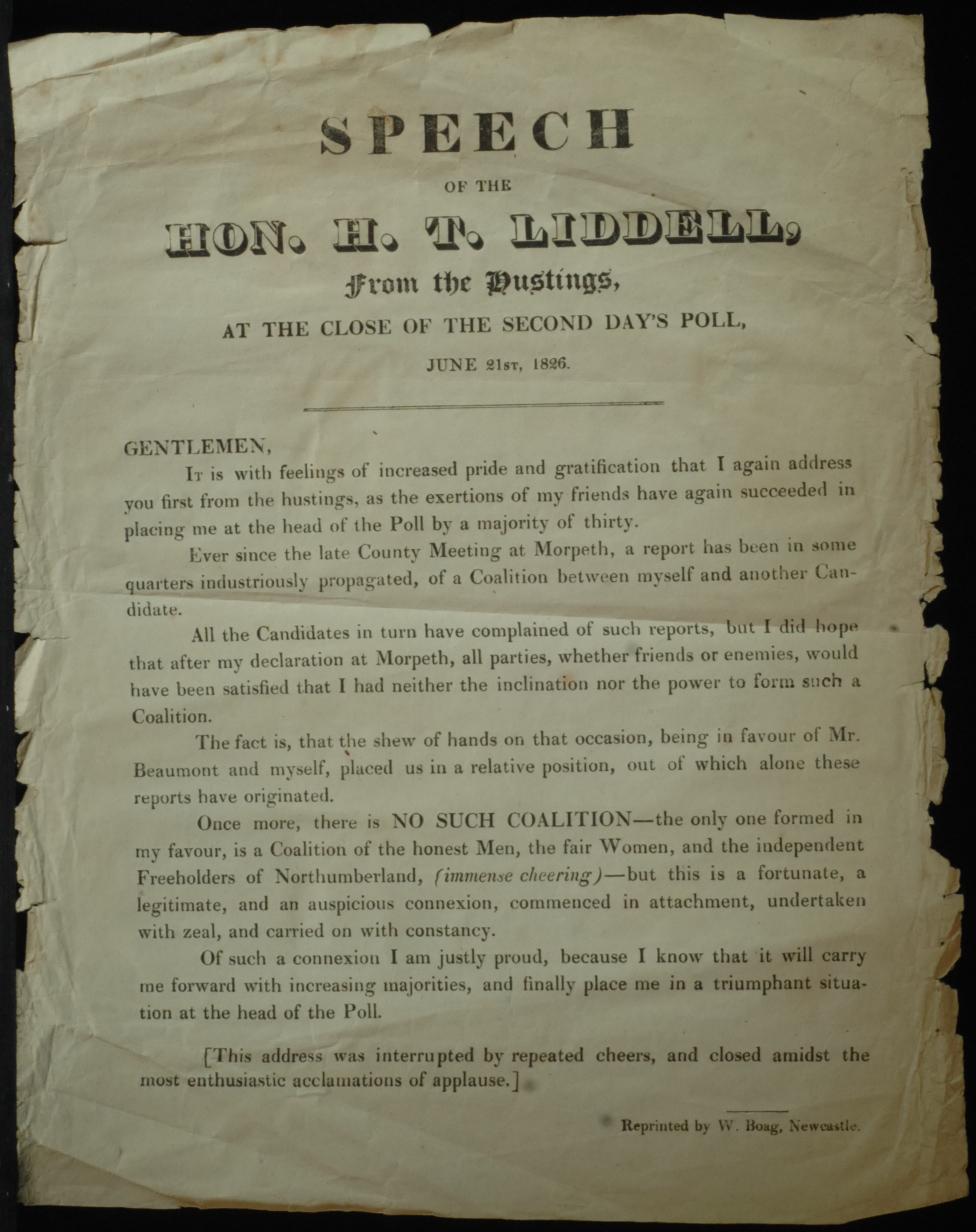 SPEECH
OF THE
HON. H. T. LIDDELL,
From the Hustings,
AT THE CLOSE OF THE SECOND DAY'S POLL,
JUNE 21ST, 1826.
GENTLEMEN,
IT is with feelings of increased pride and gratification that I again address
you first from the hustings, as the exertions of my friends have again succeeded in
placing me at the head of the Poll by a majority of thirty.
Ever since the late County Meeting at Morpeth, a report has been in some
quarters industriously propagated, of a Coalition between myself and another Can-
didate.
All the Candidates in turn have complained of such reports, but I did hope
that after my declaration at Morpeth, all parties, whether friends or enemies, would
have been satisfied that I had neither the inclination nor the power to form such a
Coalition.
The fact is, that the shew of hands on that occasion, being in favour of Mr.
Beaumont and myself, placed us in a relative position, out of which alone these
reports have originated.
Once more, there is NO SUCH COALITION—the only one formed in
my favour, is a Coalition of the honest Men, the fair Women, and the independent
Freeholders of Northumberland, (immense cheering)—but this is a fortunate, a
legitimate, and an auspicious connexion, commenced in attachment, undertaken
with zeal, and carried on with constancy.
Of such a connexion I am justly proud, because I know that it will carry
me forward with increasing majorities, and finally place me in a triumphant situa-
tion at the head of the Poll.
[This address was interrupted by repeated cheers, and closed amidst the
most enthusiastic acclamations of applause.]
Reprinted by W. Boag, Newcastle.